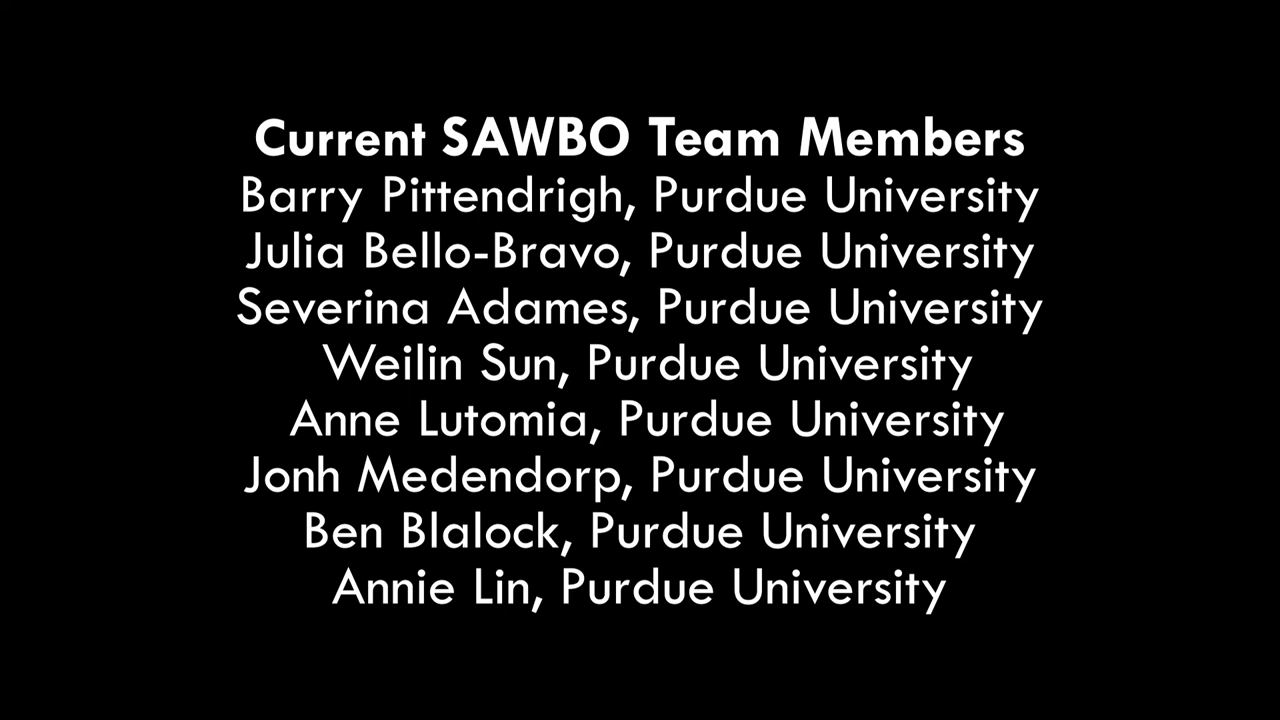 Current SAWBO Team Members
Barry Pittendrigh, Purdue University
Julia Bello-Bravo, Purdue University
Severina Adames, Purdue University
Weilin Sun, Purdue University
Anne Lutomia, Purdue University
Jonh Medendorp, Purdue University
Ben Blalock, Purdue University
Annie Lin, Purdue University